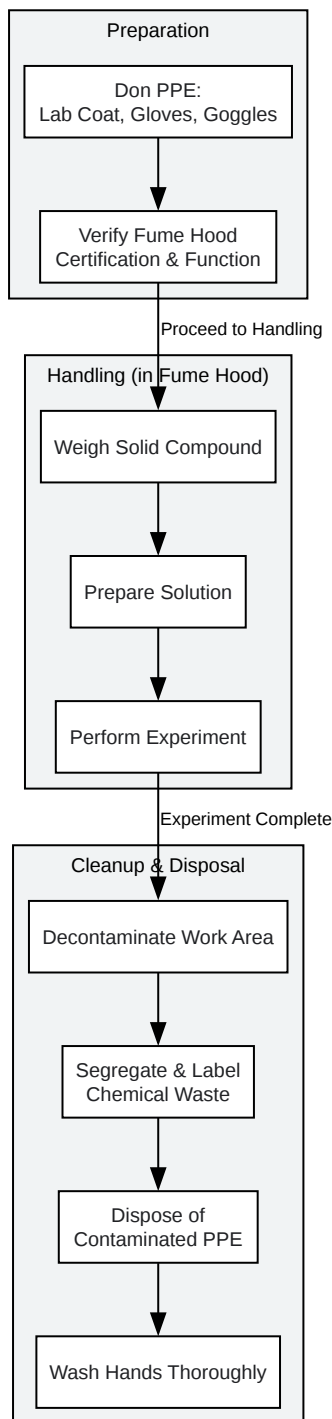 Preparation
Don PPE:
Lab Coat, Gloves, Goggles
Verify Fume Hood
Certification & Function
Proceed to Handling
Handling (in Fume Hood)
Weigh Solid Compound
Prepare Solution
Perform Experiment
Experiment Complete
Cleanup & Disposal
Decontaminate Work Area
Segregate & Label
Chemical Waste
Dispose of
Contaminated PPE
Wash Hands Thoroughly